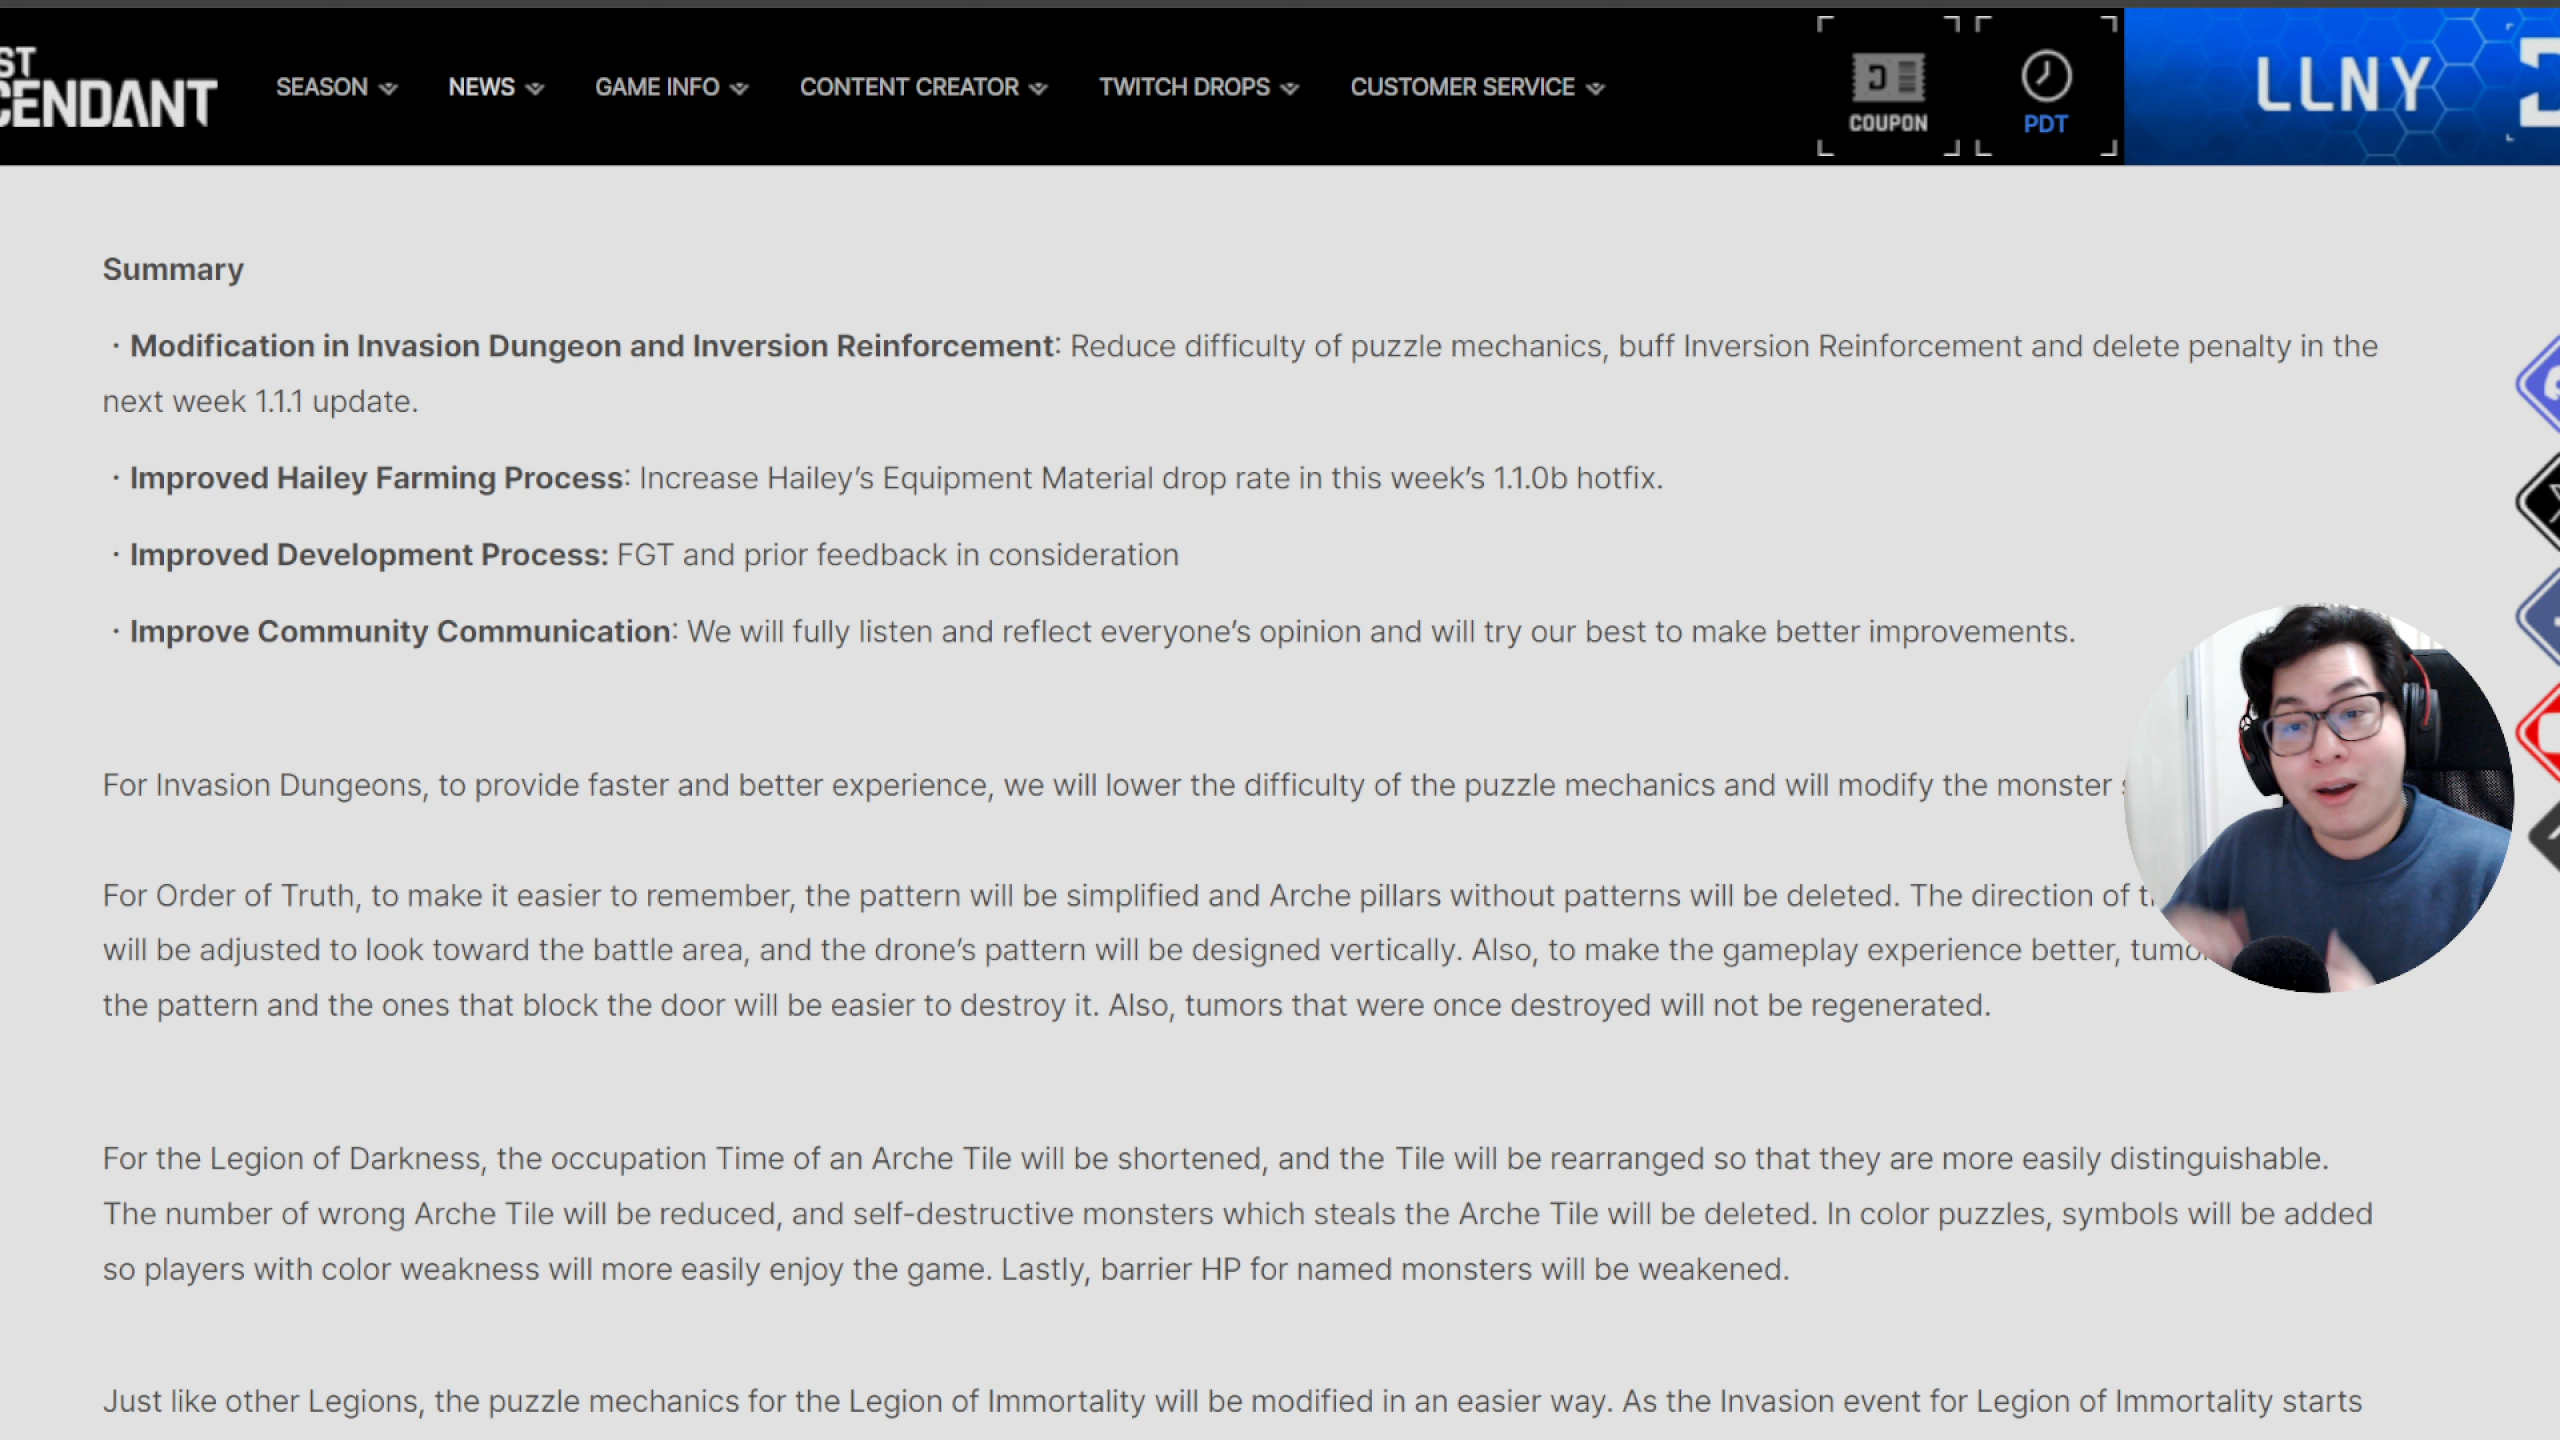 ST
CENDANT
SEASON
NEWS
GAME INFO
CONTENT CREATOR
TWITCH DROPS
CUSTOMER SERVICE
COUPON
PDT
LLNY
Summary
· Modification in Invasion Dungeon and Inversion Reinforcement: Reduce difficulty of puzzle mechanics, buff Inversion Reinforcement and delete penalty in the
next week 1.1.1 update.
· Improved Hailey Farming Process: Increase Hailey’s Equipment Material drop rate in this week’s 1.1.0b hotfix.
· Improved Development Process: FGT and prior feedback in consideration
· Improve Community Communication: We will fully listen and reflect everyone’s opinion and will try our best to make better improvements.
For Invasion Dungeons, to provide faster and better experience, we will lower the difficulty of the puzzle mechanics and will modify the monster
For Order of Truth, to make it easier to remember, the pattern will be simplified and Arche pillars without patterns will be deleted. The direction of
will be adjusted to look toward the battle area, and the drone’s pattern will be designed vertically. Also, to make the gameplay experience better,
the pattern and the ones that block the door will be easier to destroy it. Also, tumors that were once destroyed will not be regenerated.
For the Legion of Darkness, the occupation Time of an Arche Tile will be shortened, and the Tile will be rearranged so that they are more easily distinguishable.
The number of wrong Arche Tile will be reduced, and self-destructive monsters which steals the Arche Tile will be deleted. In color puzzles, symbols will be added
so players with color weakness will more easily enjoy the game. Lastly, barrier HP for named monsters will be weakened.
Just like other Legions, the puzzle mechanics for the Legion of Immortality will be modified in an easier way. As the Invasion event for Legion of Immortality starts